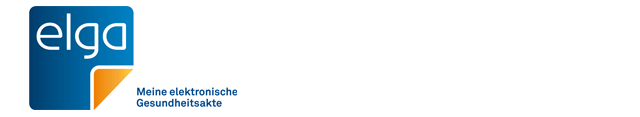 elga
Meine elektronische
Gesundheitsakte